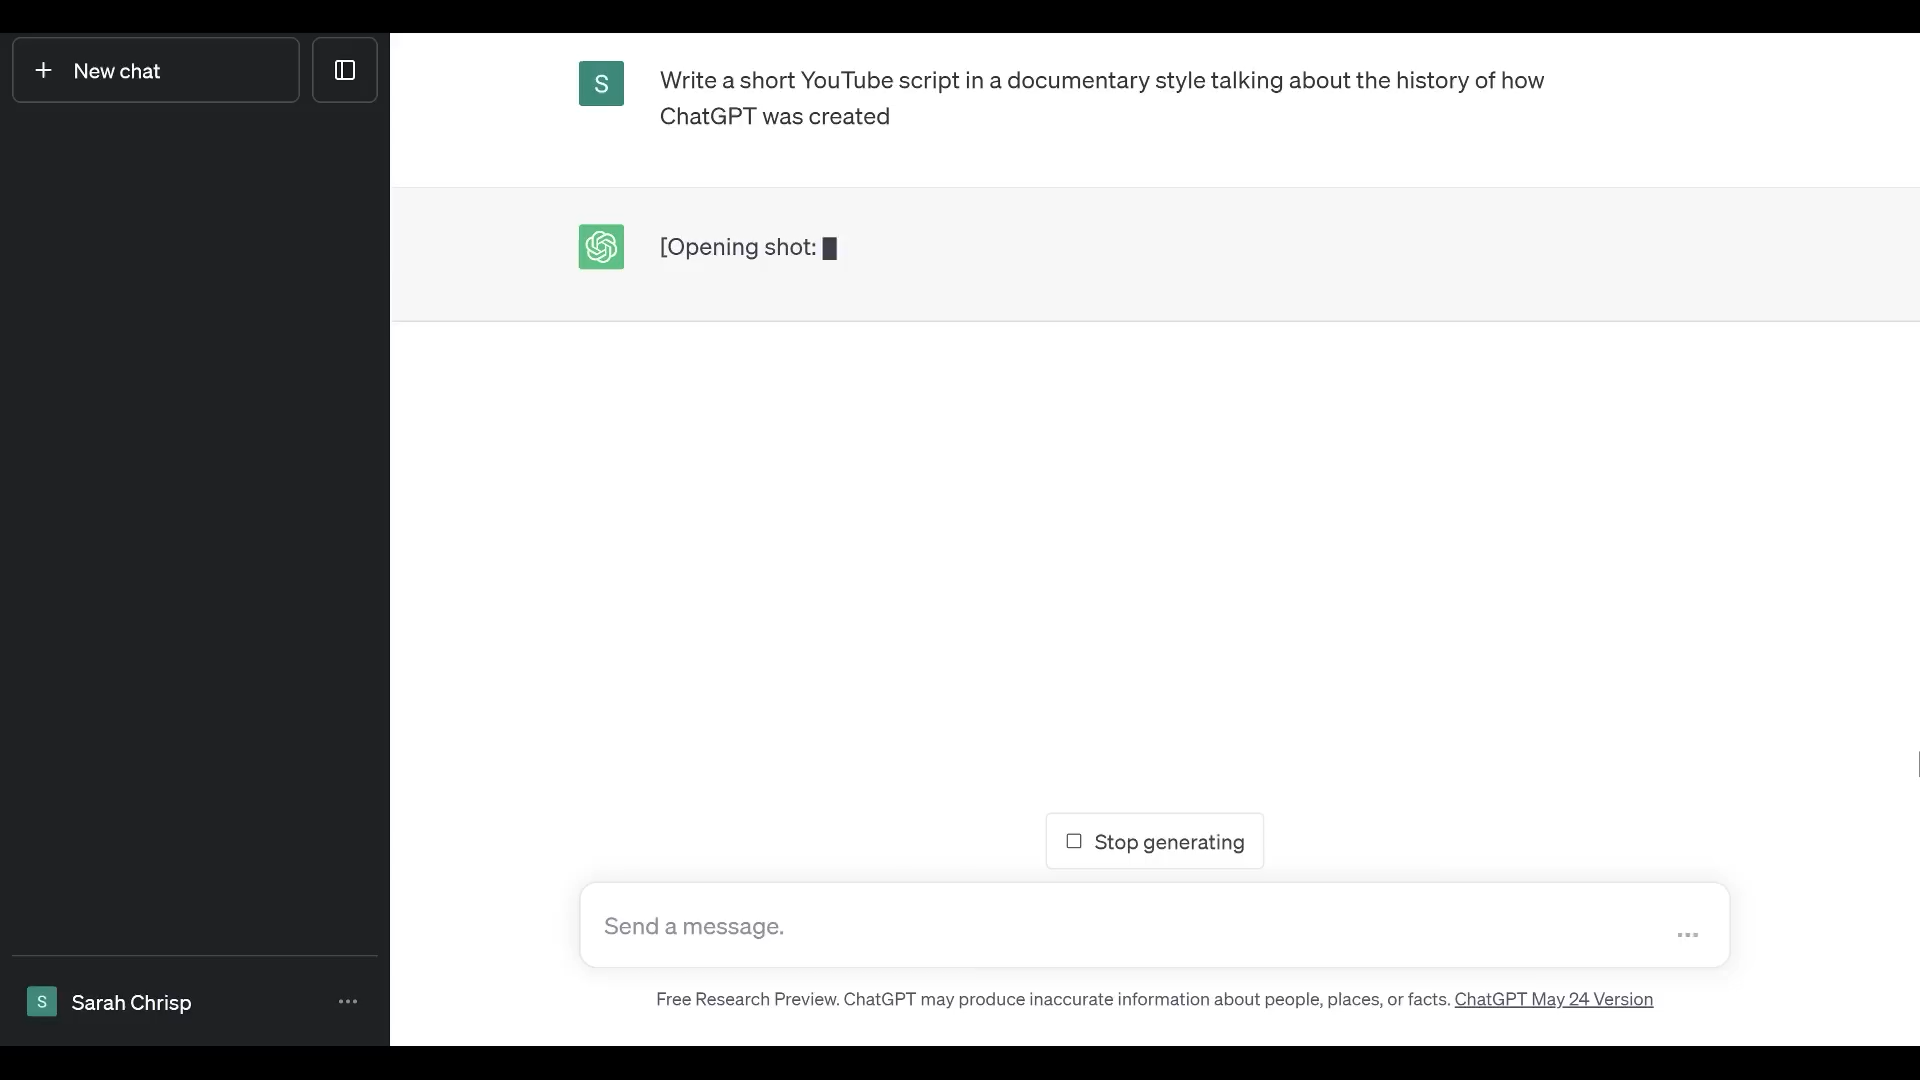 New chat
S
Write a short YouTube script in a documentary style talking about the history of how
ChatGPT was created
[Opening shot:
Stop generating
Send a message.
S
Sarah Chrisp
Free Research Preview. ChatGPT may produce inaccurate information about people, places, or facts. ChatGPT May 24 Version